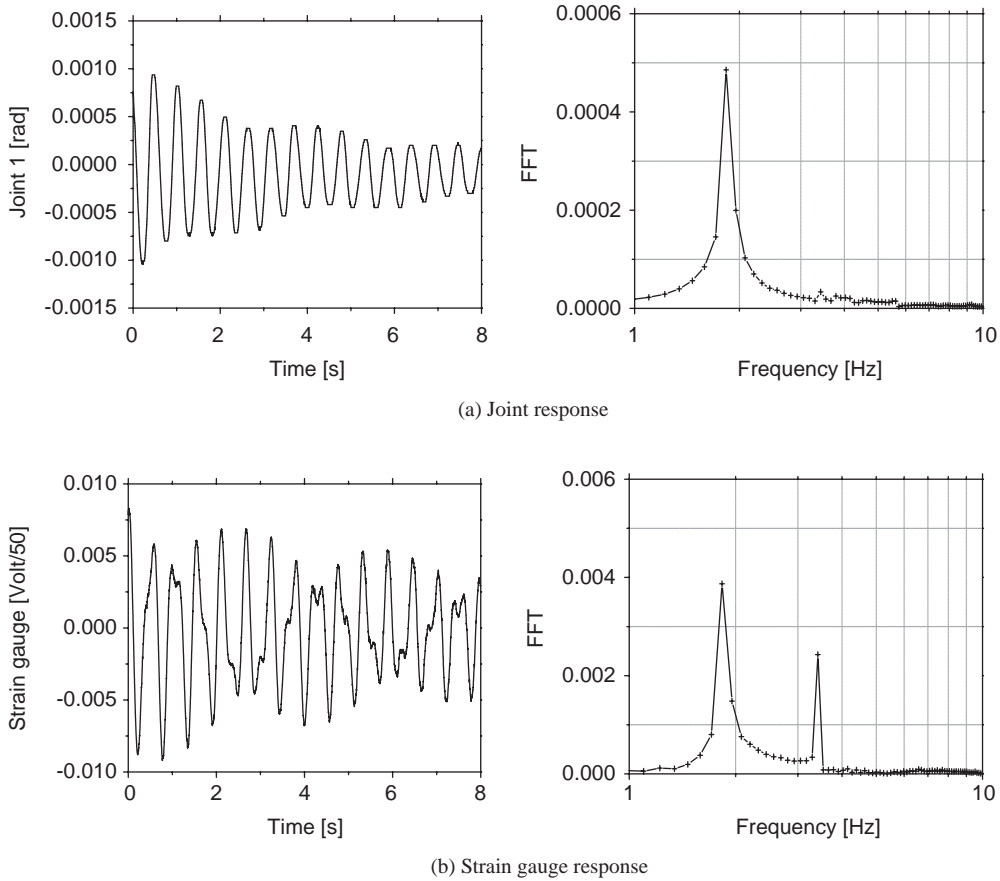 0.0015
0.0010
0.0005
0.0000
-0.0005
-0.0010
-0.0015
0 2 4 6 8
Joint 1 [rad]
Time [s]
0.0006
0.0004
0.0002
0.0000
1 10
FFT
Frequency [Hz]
(a) Joint response
0.010
0.005
0.000
-0.005
-0.010
0 2 4 6 8
Strain gauge [Volt/50]
Time [s]
0.006
0.004
0.002
0.000
1 10
FFT
Frequency [Hz]
(b) Strain gauge response